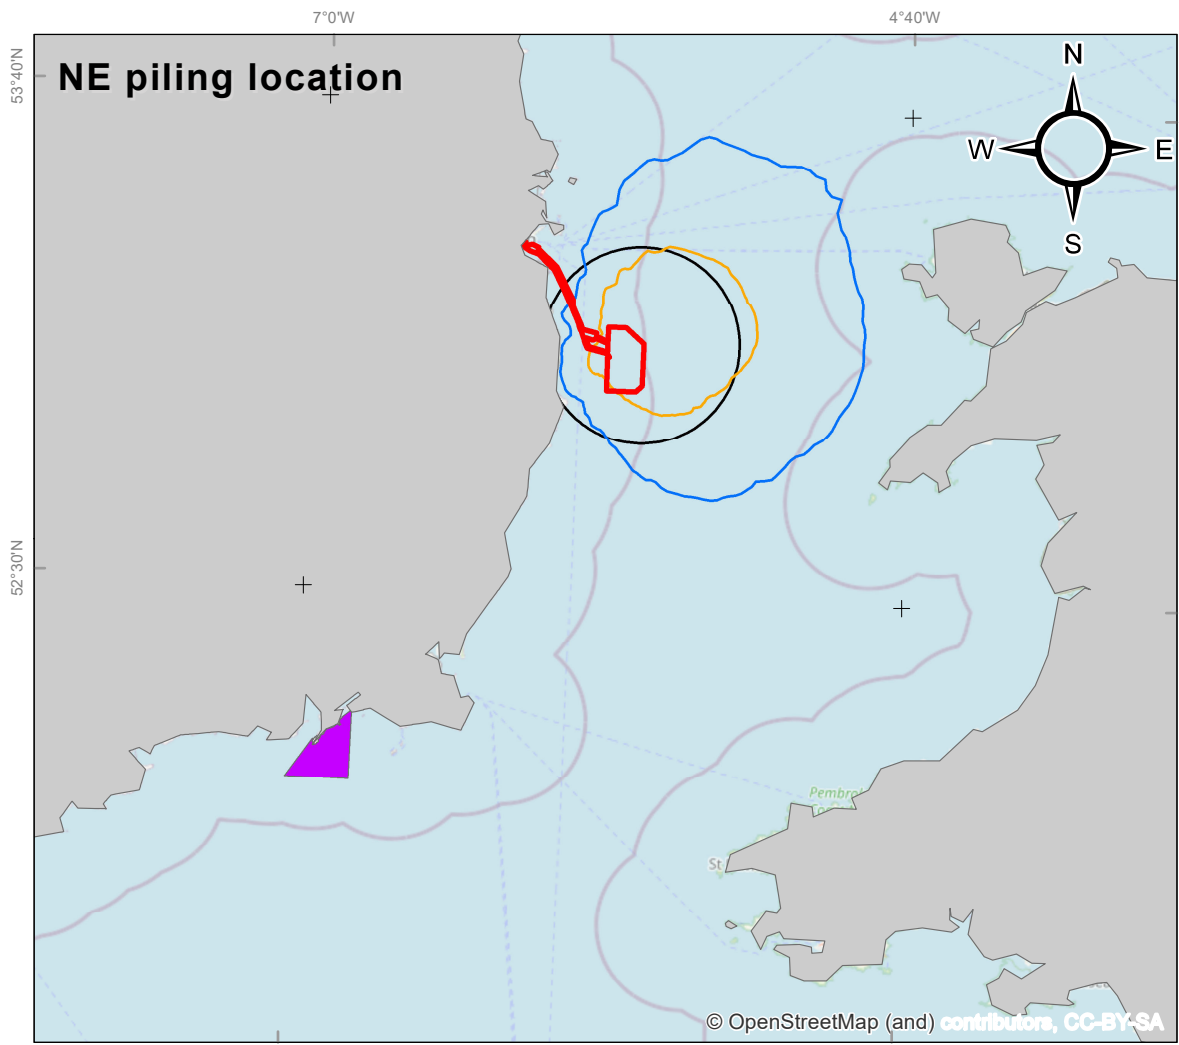 7°0'W
4°40'W
53°40'N
NE piling location
N
W
E
S
52°30'N
Pembro
St
© OpenStreetMap (and) contributors, CC-BY-SA